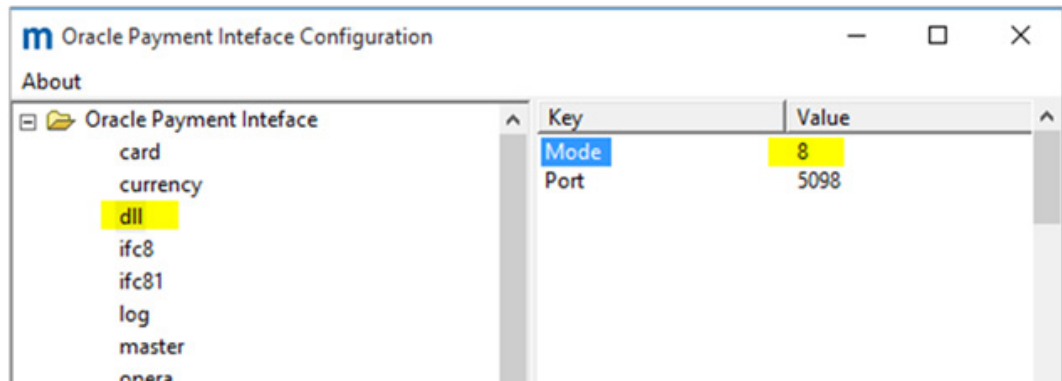 m Oracle Payment Inteface Configuration
About
Oracle Payment Inteface
card
currency
dll
ifc8
ifc81
log
master
opera
Key Value
Mode 8
Port 5098